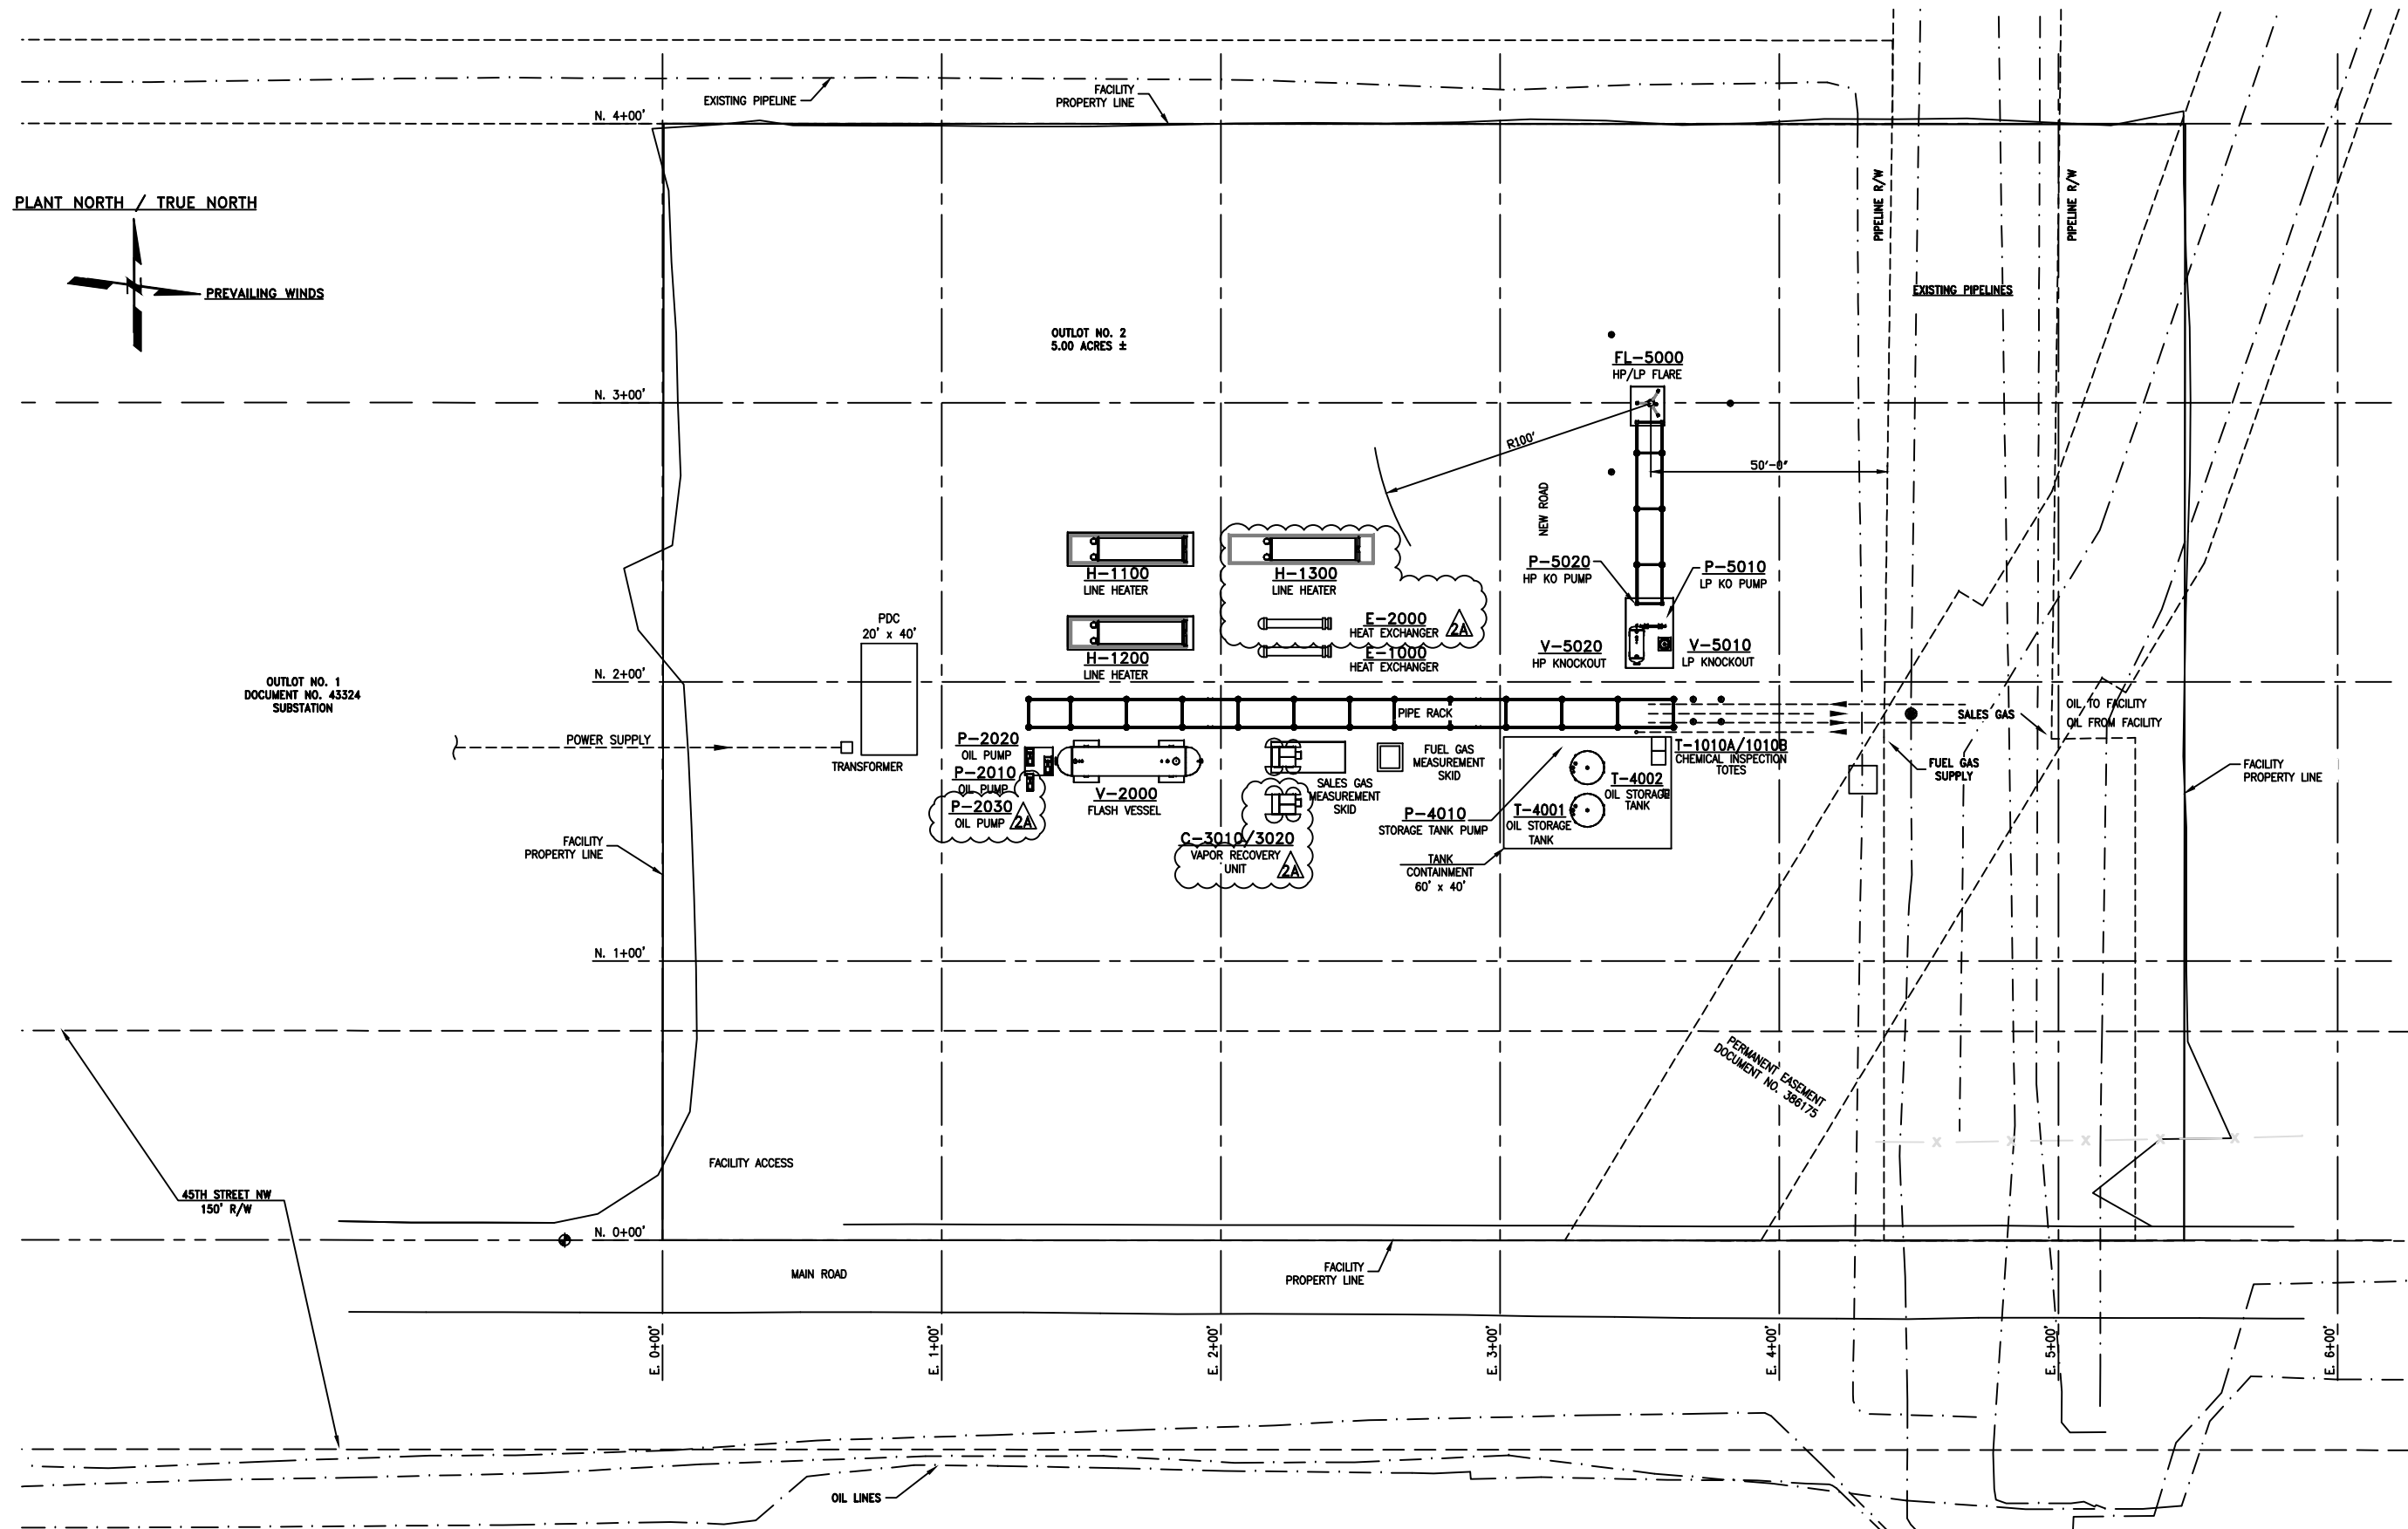 EXISTING PIPELINE
FACILITY
PROPERTY LINE
N. 4+00'
PLANT NORTH / TRUE NORTH
PREVAILING WINDS
PIPELINE R/W
PIPELINE R/W
EXISTING PIPELINES
OUTLOT NO. 2
5.00 ACRES ±
FL-5000
HP/LP FLARE
N. 3+00'
R100'
50'-0"
NEW ROAD
H-1100
LINE HEATER
H-1300
LINE HEATER
P-5020
HP KO PUMP
P-5010
LP KO PUMP
PDC
20' x 40'
E-2000
HEAT EXCHANGER
2A
H-1200
LINE HEATER
E-1000
HEAT EXCHANGER
V-5020
HP KNOCKOUT
V-5010
LP KNOCKOUT
N. 2+00'
OUTLOT NO. 1
DOCUMENT NO. 43324
SUBSTATION
PIPE RACK
OIL TO FACILITY
SALES GAS
OIL FROM FACILITY
POWER SUPPLY
TRANSFORMER
P-2020
OIL PUMP
P-2010
OIL PUMP
P-2030
OIL PUMP
2A
V-2000
FLASH VESSEL
SALES GAS
MEASUREMENT
SKID
FUEL GAS
MEASUREMENT
SKID
T-1010A/1010B
CHEMICAL INSPECTION
TOTES
T-4002
OIL STORAGE
TANK
FUEL GAS
SUPPLY
FACILITY
PROPERTY LINE
P-4010
STORAGE TANK PUMP
T-4001
OIL STORAGE
TANK
C-3010/3020
VAPOR RECOVERY
UNIT
2A
FACILITY
PROPERTY LINE
TANK
CONTAINMENT
60' x 40'
N. 1+00'
PERMANENT EASEMENT
DOCUMENT NO. 386175
X X X X X
FACILITY ACCESS
45TH STREET NW
150' R/W
N. 0+00'
MAIN ROAD
FACILITY
PROPERTY LINE
E. 0+00'
E. 1+00'
E. 2+00'
E. 3+00'
E. 4+00'
E. 5+00'
E. 6+00'
OIL LINES